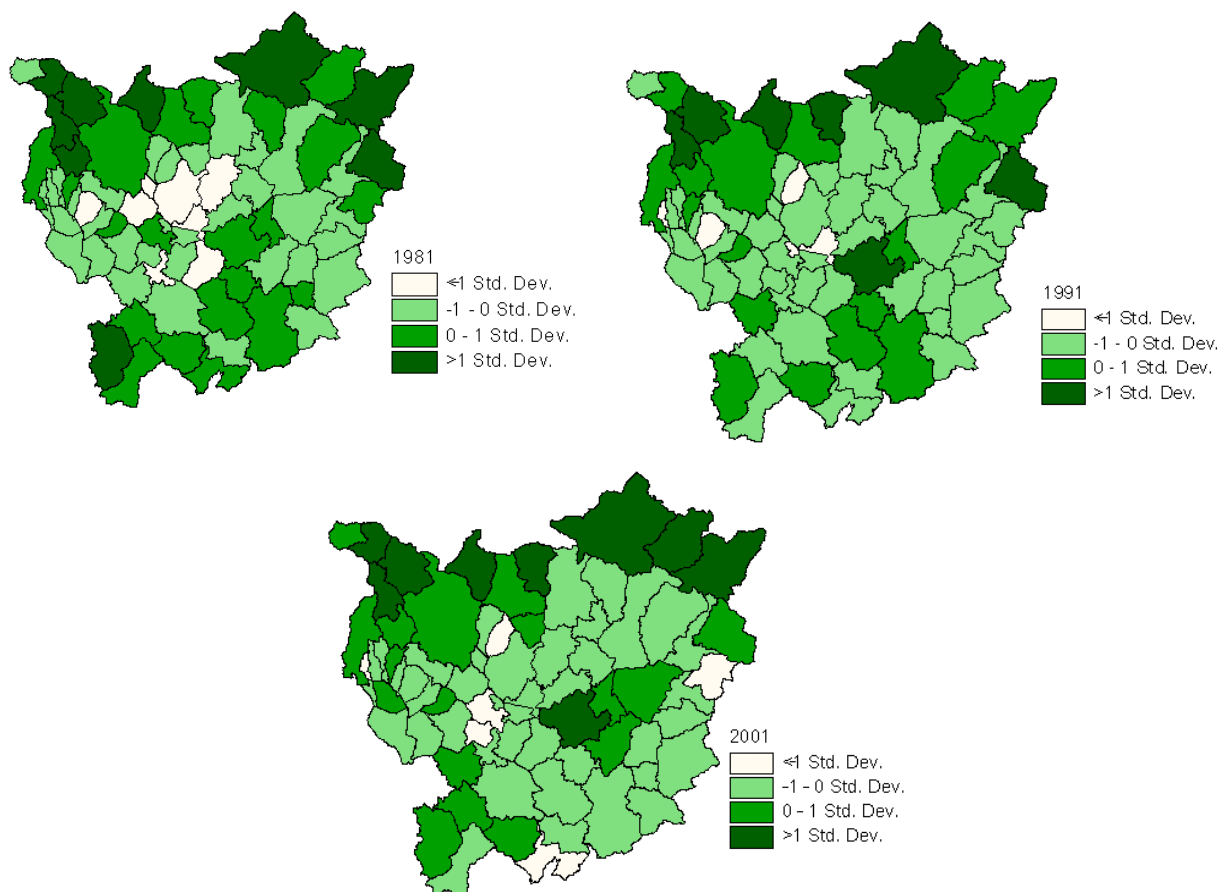 1981
<-1 Std. Dev.
-1 - 0 Std. Dev.
0 - 1 Std. Dev.
>1 Std. Dev.
1991
<-1 Std. Dev.
-1 - 0 Std. Dev.
0 - 1 Std. Dev.
>1 Std. Dev.
2001
<-1 Std. Dev.
-1 - 0 Std. Dev.
0 - 1 Std. Dev.
>1 Std. Dev.